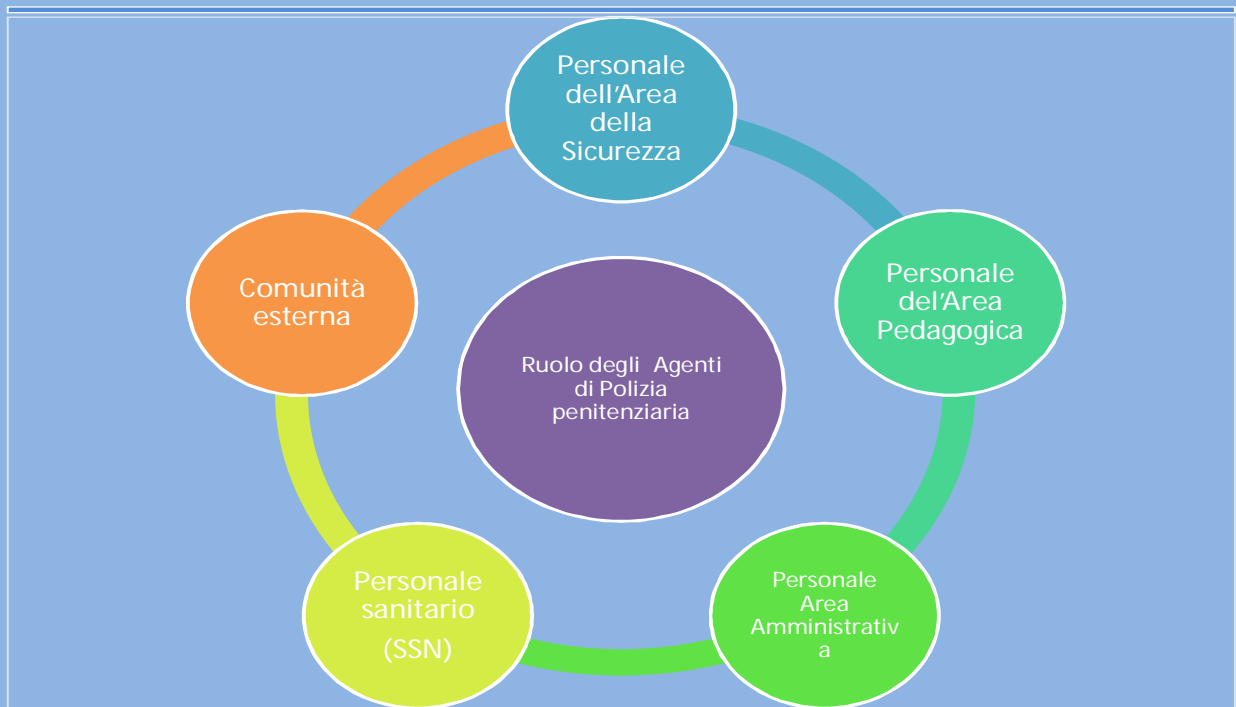 Personale
dell'Area
della
Sicurezza
Personale
del'Area
Pedagogica
Personale
Area
Amministrativ
a
Personale
sanitario
(SSN)
Comunità
esterna
Ruolo degli Agenti
di Polizia
penitenziaria